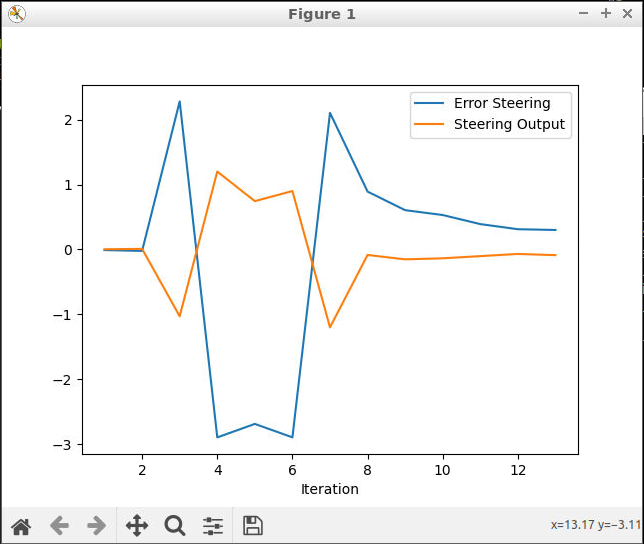 Figure 1
Error Steering
Steering Output
2
1
0
−1
−2
−3
2 4 6 8 10 12
Iteration
x=13.17 y=−3.11